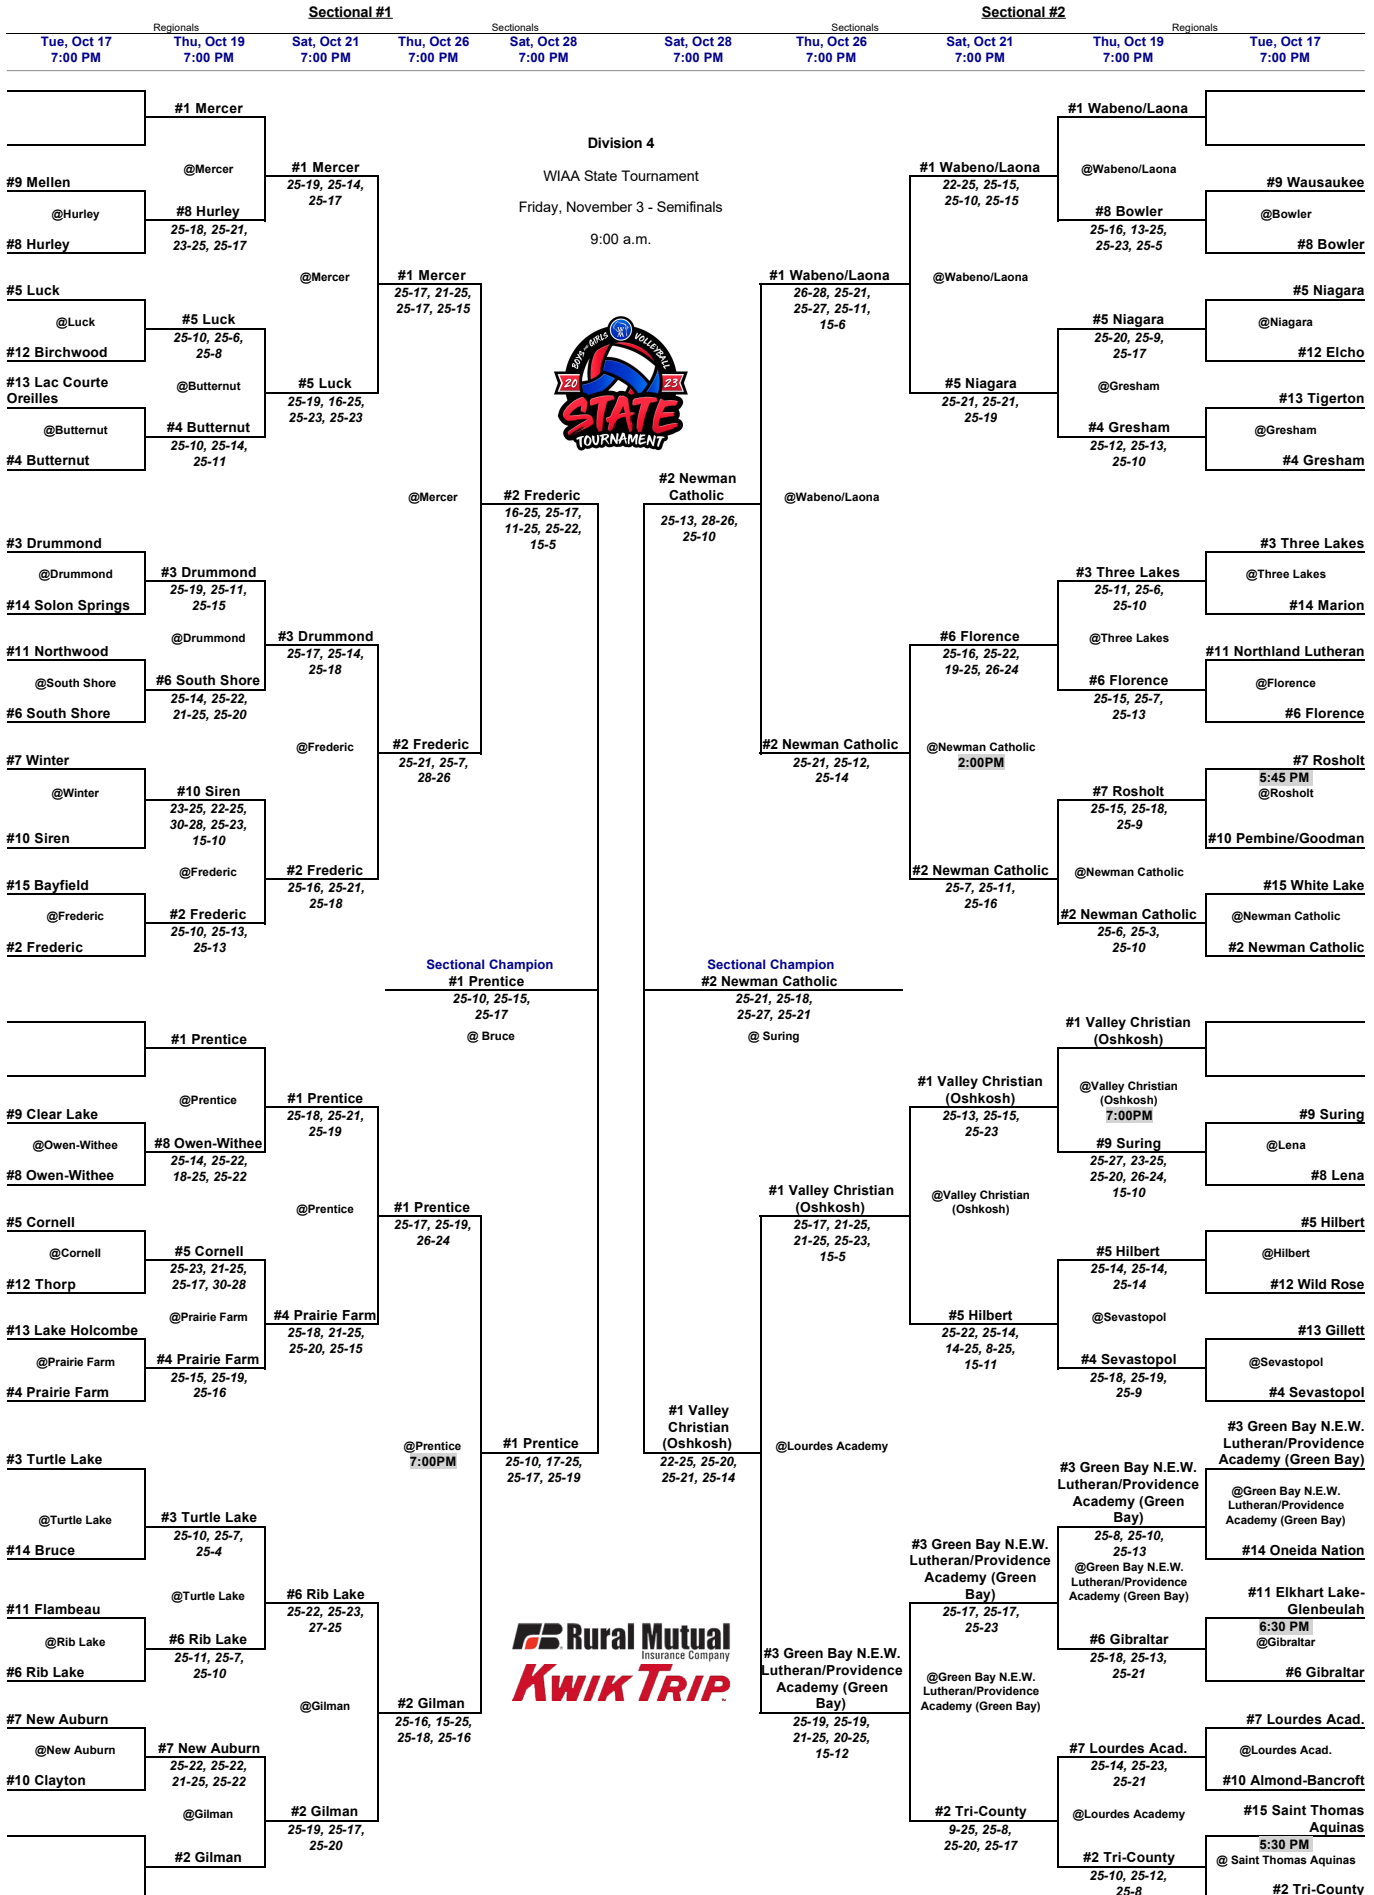 Sectional #1
Sectional #2
Regionals
Sectionals
Sectionals
Regionals
Tue, Oct 17
7:00 PM
Thu, Oct 19
7:00 PM
Sat, Oct 21
7:00 PM
Thu, Oct 26
7:00 PM
Sat, Oct 28
7:00 PM
Sat, Oct 28
7:00 PM
Thu, Oct 26
7:00 PM
Sat, Oct 21
7:00 PM
Thu, Oct 19
7:00 PM
Tue, Oct 17
7:00 PM
Division 4
WIAA State Tournament
Friday, November 3 - Semifinals
9:00 a.m.
BOYS AND GIRLS VOLLEYBALL
20 23
STATE
TOURNAMENT
#9 Mellen
@Hurley
#8 Hurley
#5 Luck
@Luck
#12 Birchwood
#13 Lac Courte
Oreilles
@Butternut
#4 Butternut
#3 Drummond
@Drummond
#14 Solon Springs
#11 Northwood
@South Shore
#6 South Shore
#7 Winter
@Winter
#10 Siren
#15 Bayfield
@Frederic
#2 Frederic
#9 Clear Lake
@Owen-Withee
#8 Owen-Withee
#5 Cornell
@Cornell
#12 Thorp
#13 Lake Holcombe
@Prairie Farm
#4 Prairie Farm
#3 Turtle Lake
@Turtle Lake
#14 Bruce
#11 Flambeau
@Rib Lake
#6 Rib Lake
#7 New Auburn
@New Auburn
#10 Clayton
#1 Mercer
@Mercer
#8 Hurley
25-18, 25-21,
23-25, 25-17
#5 Luck
25-10, 25-6,
25-8
@Butternut
#4 Butternut
25-10, 25-14,
25-11
#3 Drummond
25-19, 25-11,
25-15
@Drummond
#6 South Shore
25-14, 25-22,
21-25, 25-20
#10 Siren
23-25, 22-25,
30-28, 25-23,
15-10
@Frederic
#2 Frederic
25-10, 25-13,
25-13
#1 Prentice
@Prentice
#8 Owen-Withee
25-14, 25-22,
18-25, 25-22
#5 Cornell
25-23, 21-25,
25-17, 30-28
@Prairie Farm
#4 Prairie Farm
25-15, 25-19,
25-16
#3 Turtle Lake
25-10, 25-7,
25-4
@Turtle Lake
#6 Rib Lake
25-11, 25-7,
25-10
#7 New Auburn
25-22, 25-22,
21-25, 25-22
@Gilman
#2 Gilman
#1 Mercer
25-19, 25-14,
25-17
@Mercer
#5 Luck
25-19, 16-25,
25-23, 25-23
#3 Drummond
25-17, 25-14,
25-18
@Frederic
#2 Frederic
25-16, 25-21,
25-18
#1 Prentice
25-18, 25-21,
25-19
@Prentice
#4 Prairie Farm
25-18, 21-25,
25-20, 25-15
#6 Rib Lake
25-22, 25-23,
27-25
@Gilman
#2 Gilman
25-19, 25-17,
25-20
#1 Mercer
25-17, 21-25,
25-17, 25-15
@Mercer
#2 Frederic
25-21, 25-7,
28-26
#1 Prentice
25-17, 25-19,
26-24
@Prentice
7:00PM
#2 Gilman
25-16, 15-25,
25-18, 25-16
#2 Frederic
16-25, 25-17,
11-25, 25-22,
15-5
Sectional Champion
#1 Prentice
25-10, 25-15,
25-17
@ Bruce
#1 Prentice
25-10, 17-25,
25-17, 25-19
#2 Newman
Catholic
25-13, 28-26,
25-10
Sectional Champion
#2 Newman Catholic
25-21, 25-18,
25-27, 25-21
@ Suring
#1 Valley
Christian
(Oshkosh)
22-25, 25-20,
25-21, 25-14
#1 Wabeno/Laona
26-28, 25-21,
25-27, 25-11,
15-6
@Wabeno/Laona
#2 Newman Catholic
25-21, 25-12,
25-14
#1 Valley Christian
(Oshkosh)
25-17, 21-25,
21-25, 25-23,
15-5
@Lourdes Academy
#3 Green Bay N.E.W.
Lutheran/Providence
Academy (Green
Bay)
25-19, 25-19,
21-25, 20-25,
15-12
#1 Wabeno/Laona
22-25, 25-15,
25-10, 25-15
@Wabeno/Laona
#5 Niagara
25-21, 25-21,
25-19
#6 Florence
25-16, 25-22,
19-25, 26-24
@Newman Catholic
2:00PM
#2 Newman Catholic
25-7, 25-11,
25-16
#1 Valley Christian
(Oshkosh)
25-13, 25-15,
25-23
@Valley Christian
(Oshkosh)
#5 Hilbert
25-22, 25-14,
14-25, 8-25,
15-11
#3 Green Bay N.E.W.
Lutheran/Providence
Academy (Green
Bay)
25-17, 25-17,
25-23
@Green Bay N.E.W.
Lutheran/Providence
Academy (Green Bay)
#2 Tri-County
9-25, 25-8,
25-20, 25-17
#1 Wabeno/Laona
@Wabeno/Laona
#8 Bowler
25-16, 13-25,
25-23, 25-5
#5 Niagara
25-20, 25-9,
25-17
@Gresham
#4 Gresham
25-12, 25-13,
25-10
#3 Three Lakes
25-11, 25-6,
25-10
@Three Lakes
#6 Florence
25-15, 25-7,
25-13
#7 Rosholt
25-15, 25-18,
25-9
@Newman Catholic
#2 Newman Catholic
25-6, 25-3,
25-10
#1 Valley Christian
(Oshkosh)
@Valley Christian
(Oshkosh)
7:00PM
#9 Suring
25-27, 23-25,
25-20, 26-24,
15-10
#5 Hilbert
25-14, 25-14,
25-14
@Sevastopol
#4 Sevastopol
25-18, 25-19,
25-9
#3 Green Bay N.E.W.
Lutheran/Providence
Academy (Green
Bay)
25-8, 25-10,
25-13
@Green Bay N.E.W.
Lutheran/Providence
Academy (Green Bay)
#6 Gibraltar
25-18, 25-13,
25-21
#7 Lourdes Acad.
25-14, 25-23,
25-21
@Lourdes Academy
#2 Tri-County
25-10, 25-12,
25-8
#9 Wausaukee
@Bowler
#8 Bowler
#5 Niagara
@Niagara
#12 Elcho
#13 Tigerton
@Gresham
#4 Gresham
#3 Three Lakes
@Three Lakes
#14 Marion
#11 Northland Lutheran
@Florence
#6 Florence
#7 Rosholt
5:45 PM
@Rosholt
#10 Pembine/Goodman
#15 White Lake
@Newman Catholic
#2 Newman Catholic
#9 Suring
@Lena
#8 Lena
#5 Hilbert
@Hilbert
#12 Wild Rose
#13 Gillett
@Sevastopol
#4 Sevastopol
#3 Green Bay N.E.W.
Lutheran/Providence
Academy (Green Bay)
@Green Bay N.E.W.
Lutheran/Providence
Academy (Green Bay)
#14 Oneida Nation
#11 Elkhart Lake-
Glenbeulah
6:30 PM
@Gibraltar
#6 Gibraltar
#7 Lourdes Acad.
@Lourdes Acad.
#10 Almond-Bancroft
#15 Saint Thomas
Aquinas
5:30 PM
@ Saint Thomas Aquinas
#2 Tri-County
Rural Mutual
Insurance Company
KWIK TRIP